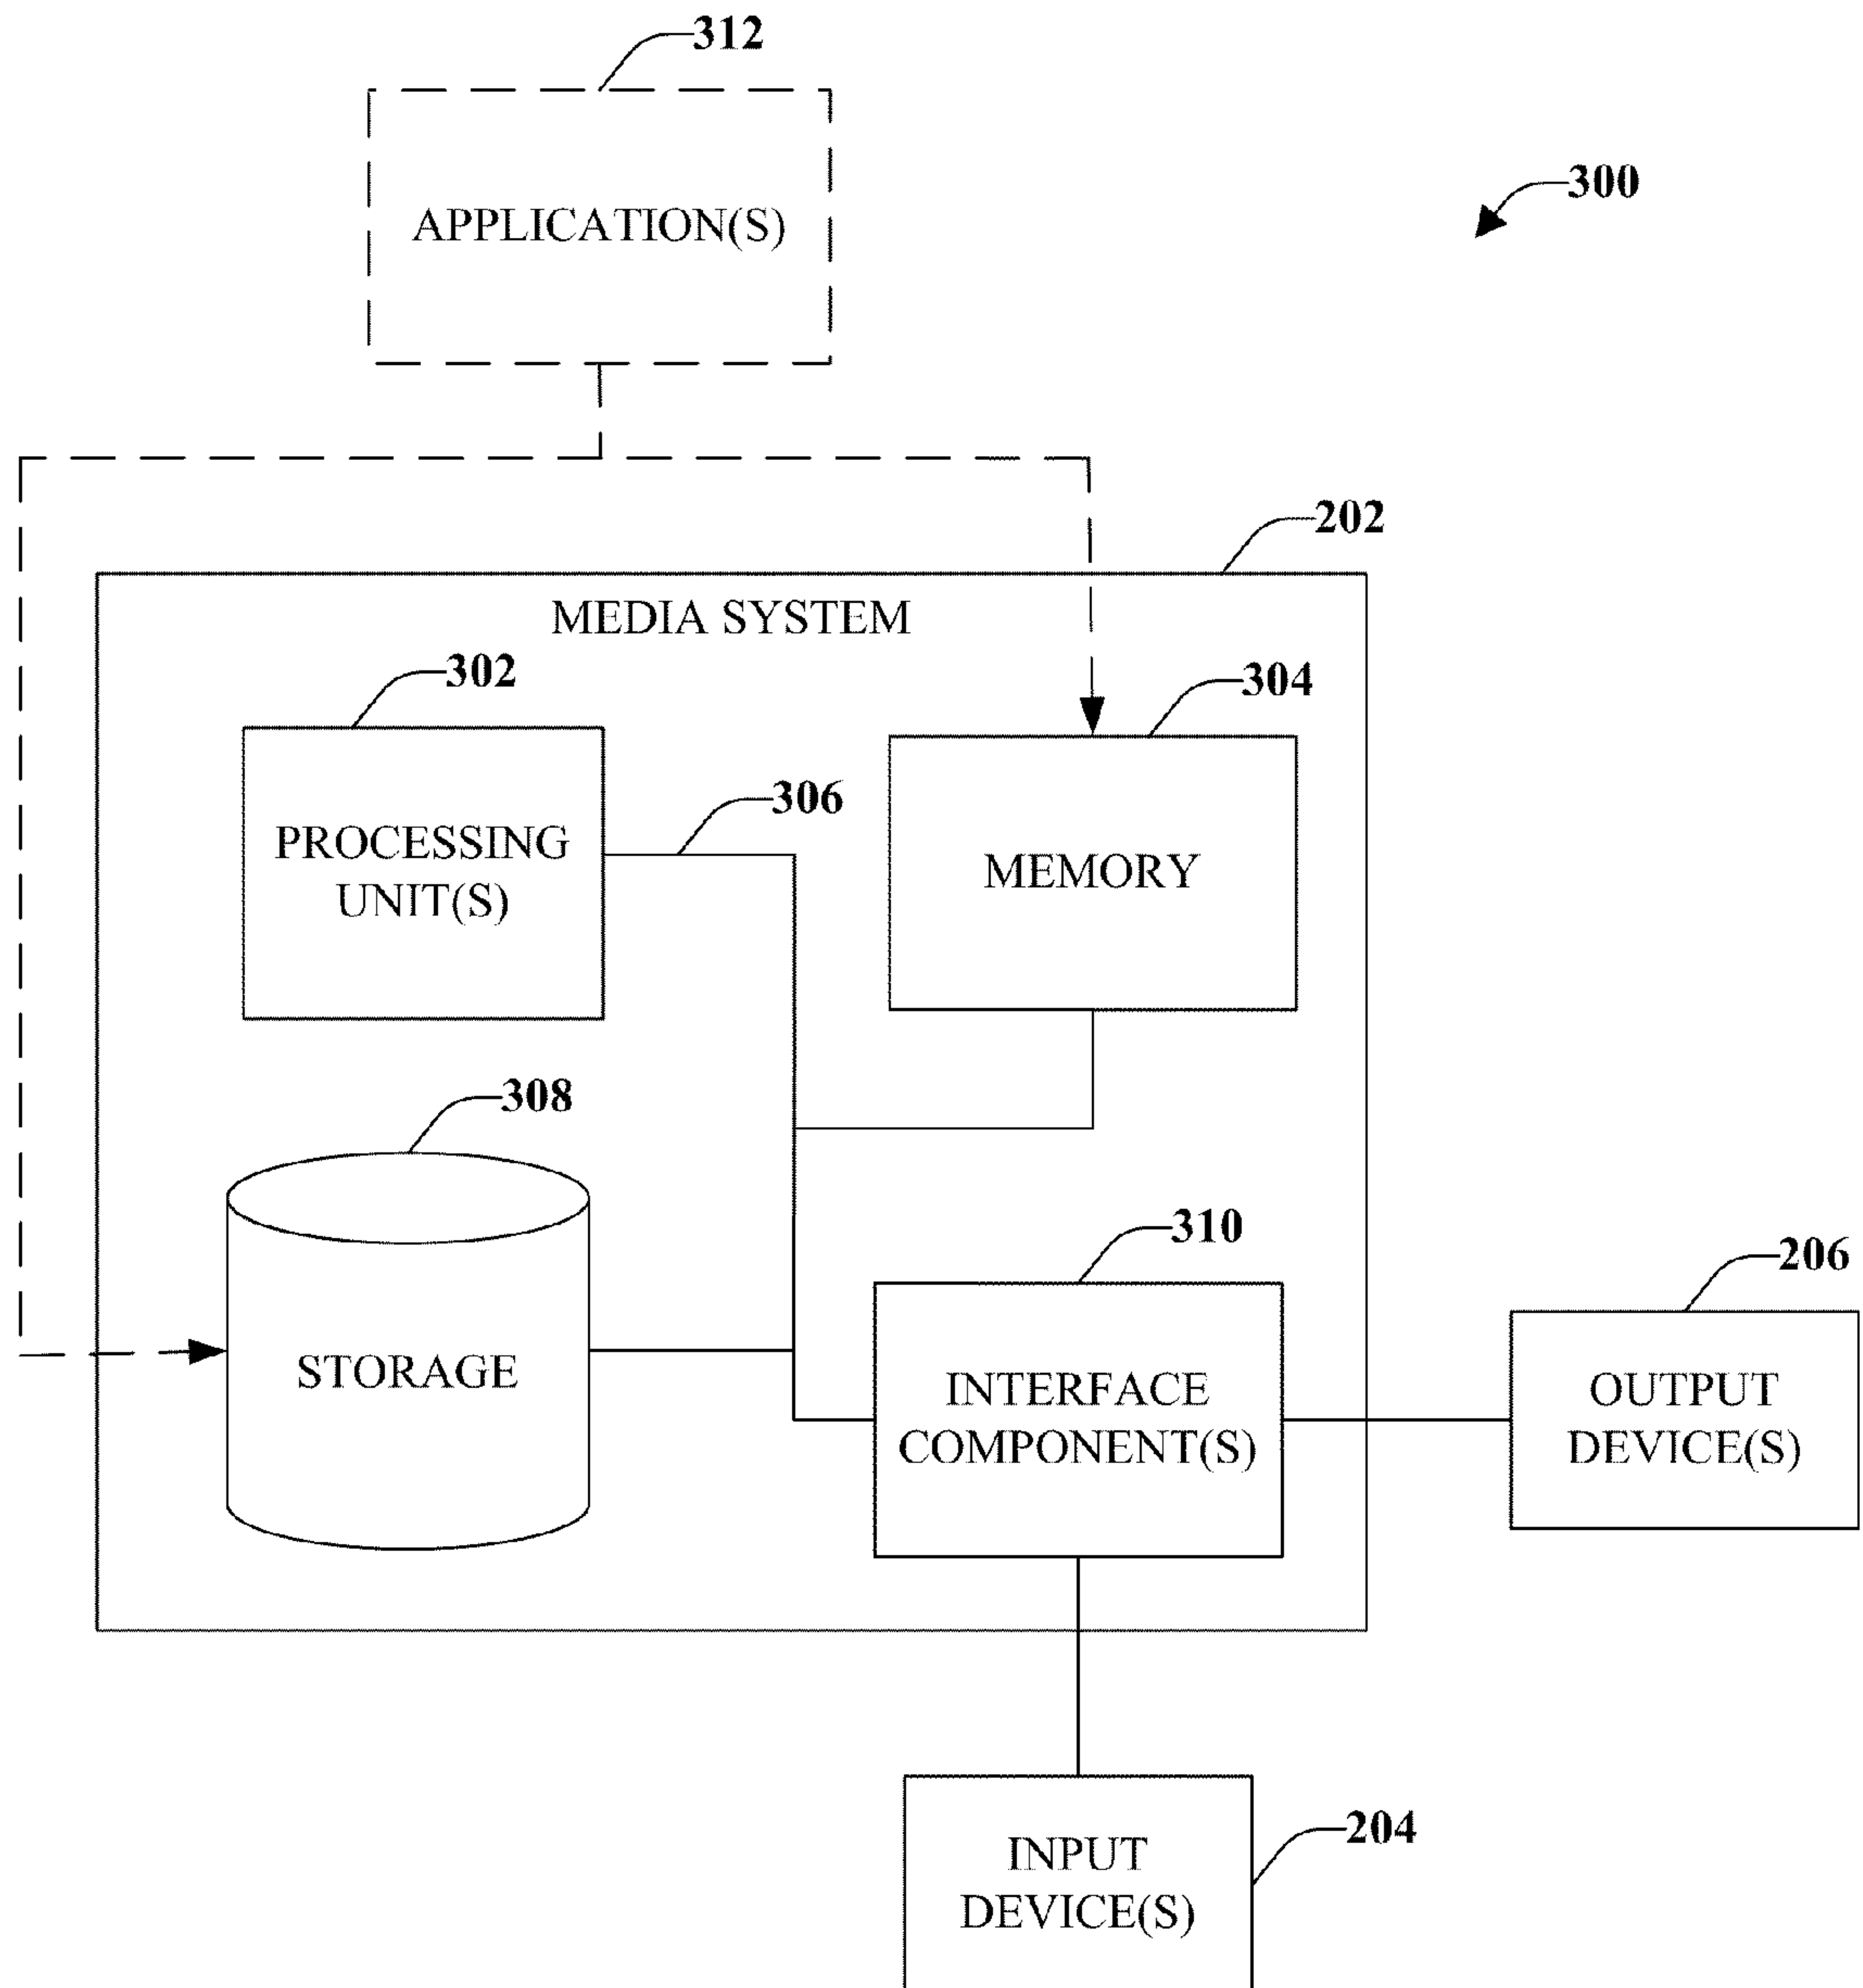 312
APPLICATION(S)
300
202
MEDIA SYSTEM
302
304
306
PROCESSING
UNIT(S)
MEMORY
308
310
206
STORAGE
INTERFACE
COMPONENT(S)
OUTPUT
DEVICE(S)
INPUT
DEVICE(S)
204